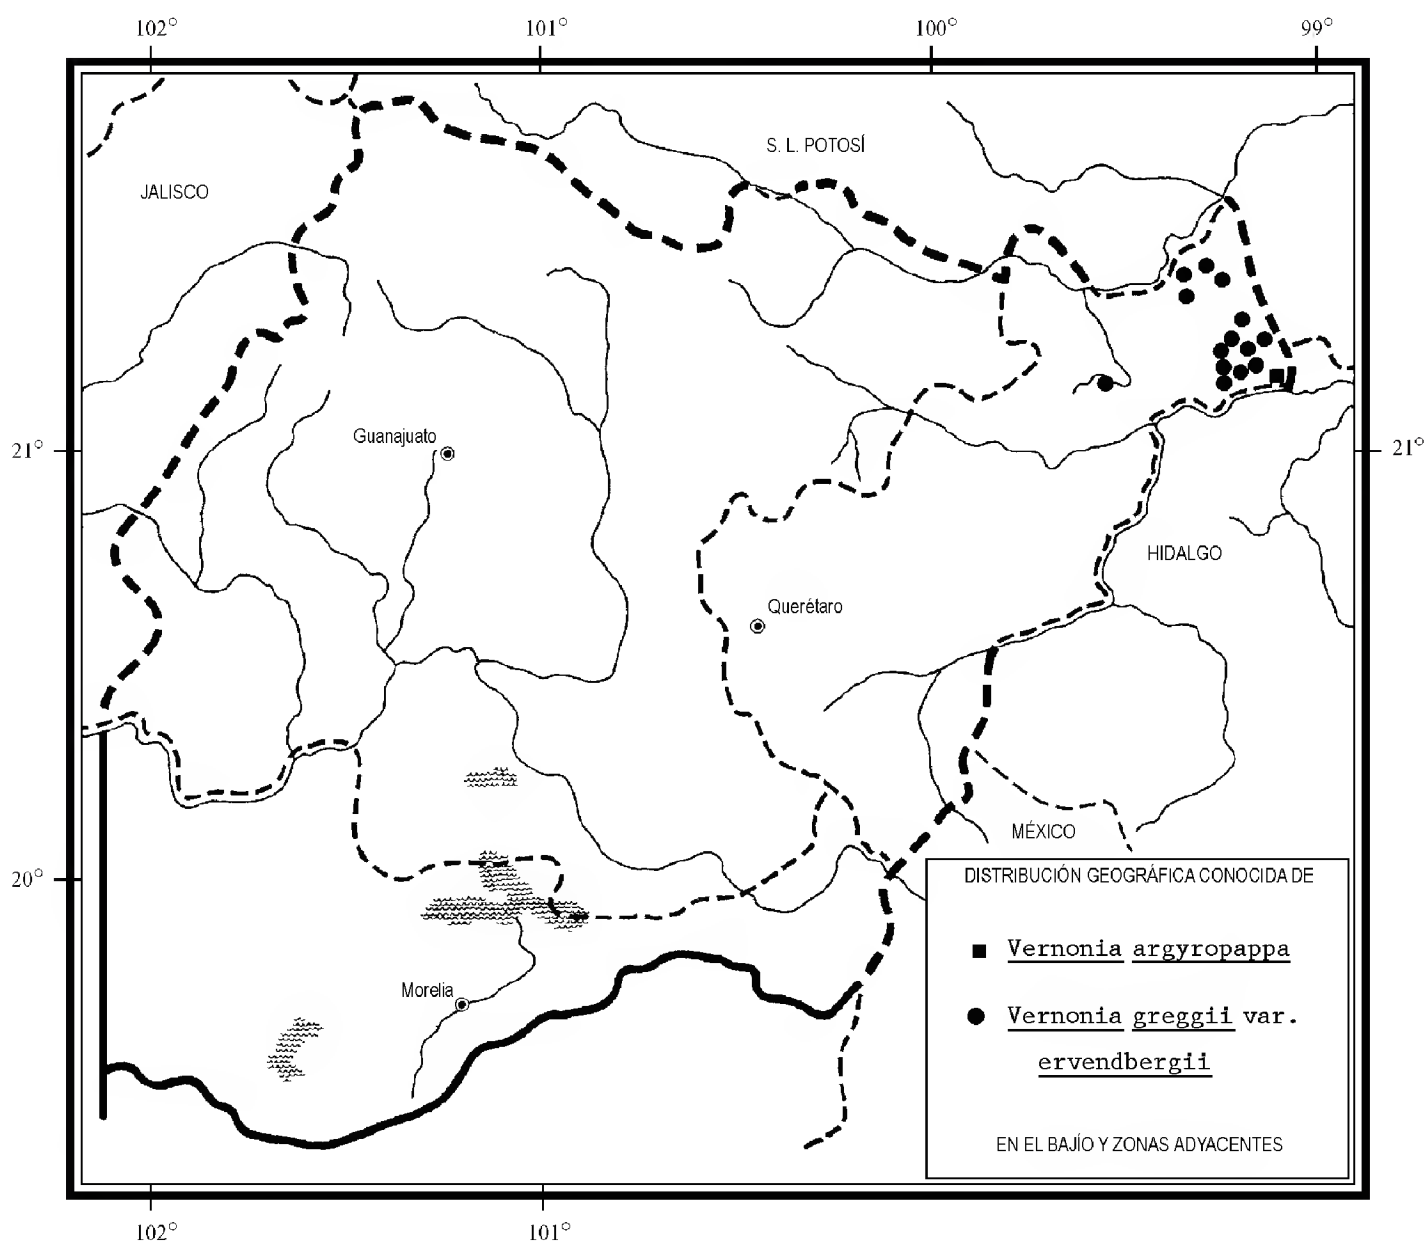 102° 101° 100° 99°
S. L. POTOSÍ
JALISCO
Guanajuato
21° 21°
HIDALGO
Querétaro
MÉXICO
20°
DISTRIBUCIÓN GEOGRÁFICA CONOCIDA DE
Vernonia argyropappa
Morelia
Vernonia greggii var.
ervendbergii
EN EL BAJÍO Y ZONAS ADYACENTES
102° 101°